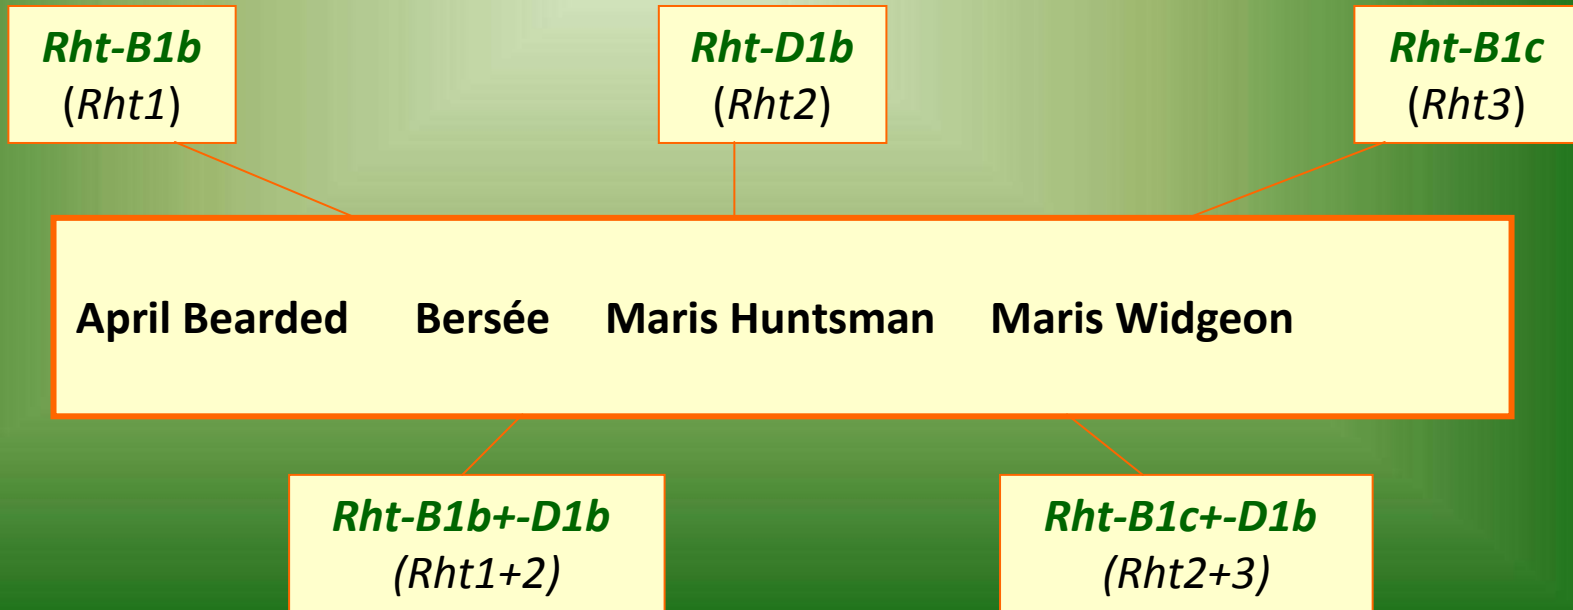 Rht-B1b
(Rht1)
Rht-D1b
(Rht2)
Rht-B1c
(Rht3)
April Bearded Bersée Maris Huntsman Maris Widgeon
Rht-B1b+-D1b
(Rht1+2)
Rht-B1c+-D1b
(Rht2+3)